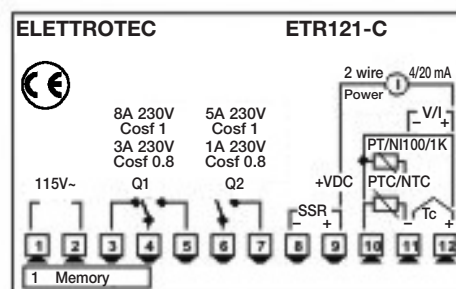 ELETTROTEC ETR121-C
CE
2 wire 4/20 mA
Power I
V/I
− +
8A 230V 5A 230V
Cosf 1 Cosf 1
3A 230V 1A 230V
Cosf 0.8 Cosf 0.8
PT/NI100/1K
PTC/NTC
115V~ Q1 Q2 +VDC
SSR Tc
− + − +
1 2 3 4 5 6 7 8 9 10 11 12
1 Memory